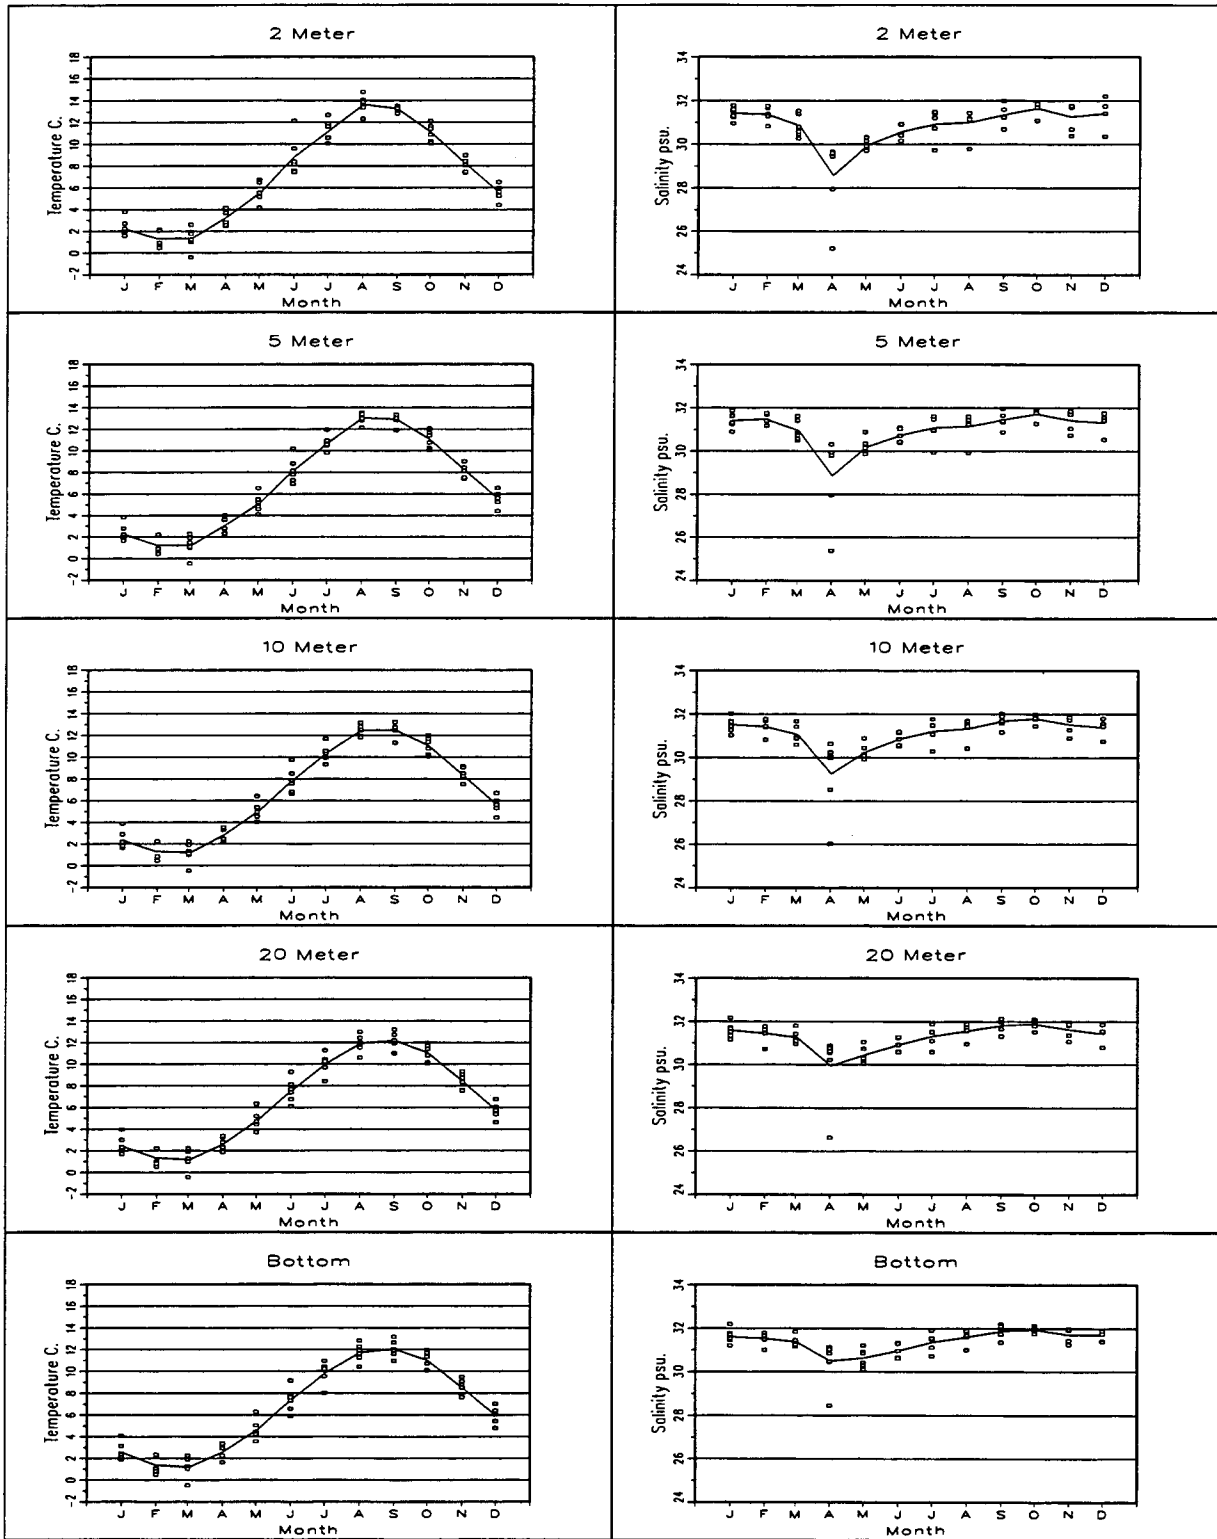 2 Meter
Temperature C.
18
16
14
12
10
8
6
4
2
0
-2
J F M A M J J A S O N D
Month
2 Meter
Salinity psu.
34
32
30
28
26
24
J F M A M J J A S O N D
Month
5 Meter
Temperature C.
18
16
14
12
10
8
6
4
2
0
-2
J F M A M J J A S O N D
Month
5 Meter
Salinity psu.
34
32
30
28
26
24
J F M A M J J A S O N D
Month
10 Meter
Temperature C.
18
16
14
12
10
8
6
4
2
0
-2
J F M A M J J A S O N D
Month
10 Meter
Salinity psu.
34
32
30
28
26
24
J F M A M J J A S O N D
Month
20 Meter
Temperature C.
18
16
14
12
10
8
6
4
2
0
-2
J F M A M J J A S O N D
Month
20 Meter
Salinity psu.
34
32
30
28
26
24
J F M A M J J A S O N D
Month
Bottom
Temperature C.
18
16
14
12
10
8
6
4
2
0
-2
J F M A M J J A S O N D
Month
Bottom
Salinity psu.
34
32
30
28
26
24
J F M A M J J A S O N D
Month